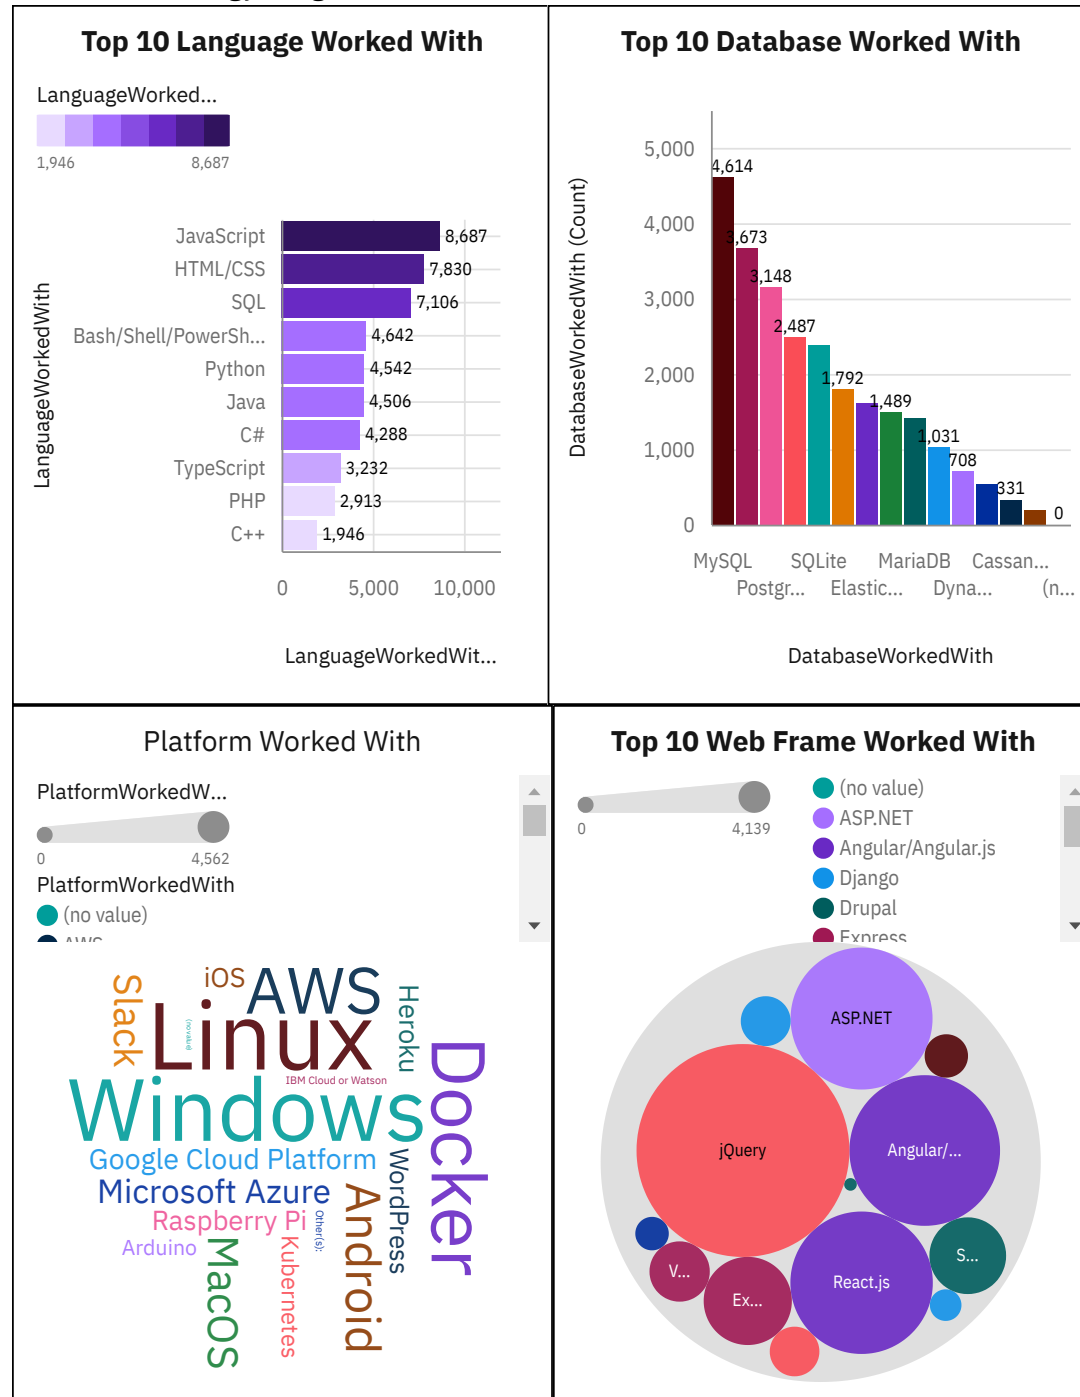 Top 10 Language Worked With
LanguageWorked...
1,946 8,687
LanguageWorkedWith
JavaScript 8,687
HTML/CSS 7,830
SQL 7,106
Bash/Shell/PowerSh... 4,642
Python 4,542
Java 4,506
C# 4,288
TypeScript 3,232
PHP 2,913
C++ 1,946
0 5,000 10,000
LanguageWorkedWit...
Top 10 Database Worked With
DatabaseWorkedWith (Count)
5,000
4,000
3,000
2,000
1,000
0
4,614
3,673
3,148
2,487
1,792
1,489
1,031
708
331
0
MySQL SQLite MariaDB Cassan...
Postgr... Elastic... Dyna... (n...
DatabaseWorkedWith
Platform Worked With
PlatformWorkedW...
0 4,562
PlatformWorkedWith
(no value)
AWS
Slack
iOS
AWS
Heroku
Linux
(no value)
IBM Cloud or Watson
Docker
Windows
Google Cloud Platform
WordPress
Microsoft Azure
Raspberry Pi
Other(s):
Android
Arduino
MacOS
Kubernetes
Top 10 Web Frame Worked With
0 4,139
(no value)
ASP.NET
Angular/Angular.js
Django
Drupal
Express
ASP.NET
jQuery
Angular/...
V...
Ex...
React.js
S...